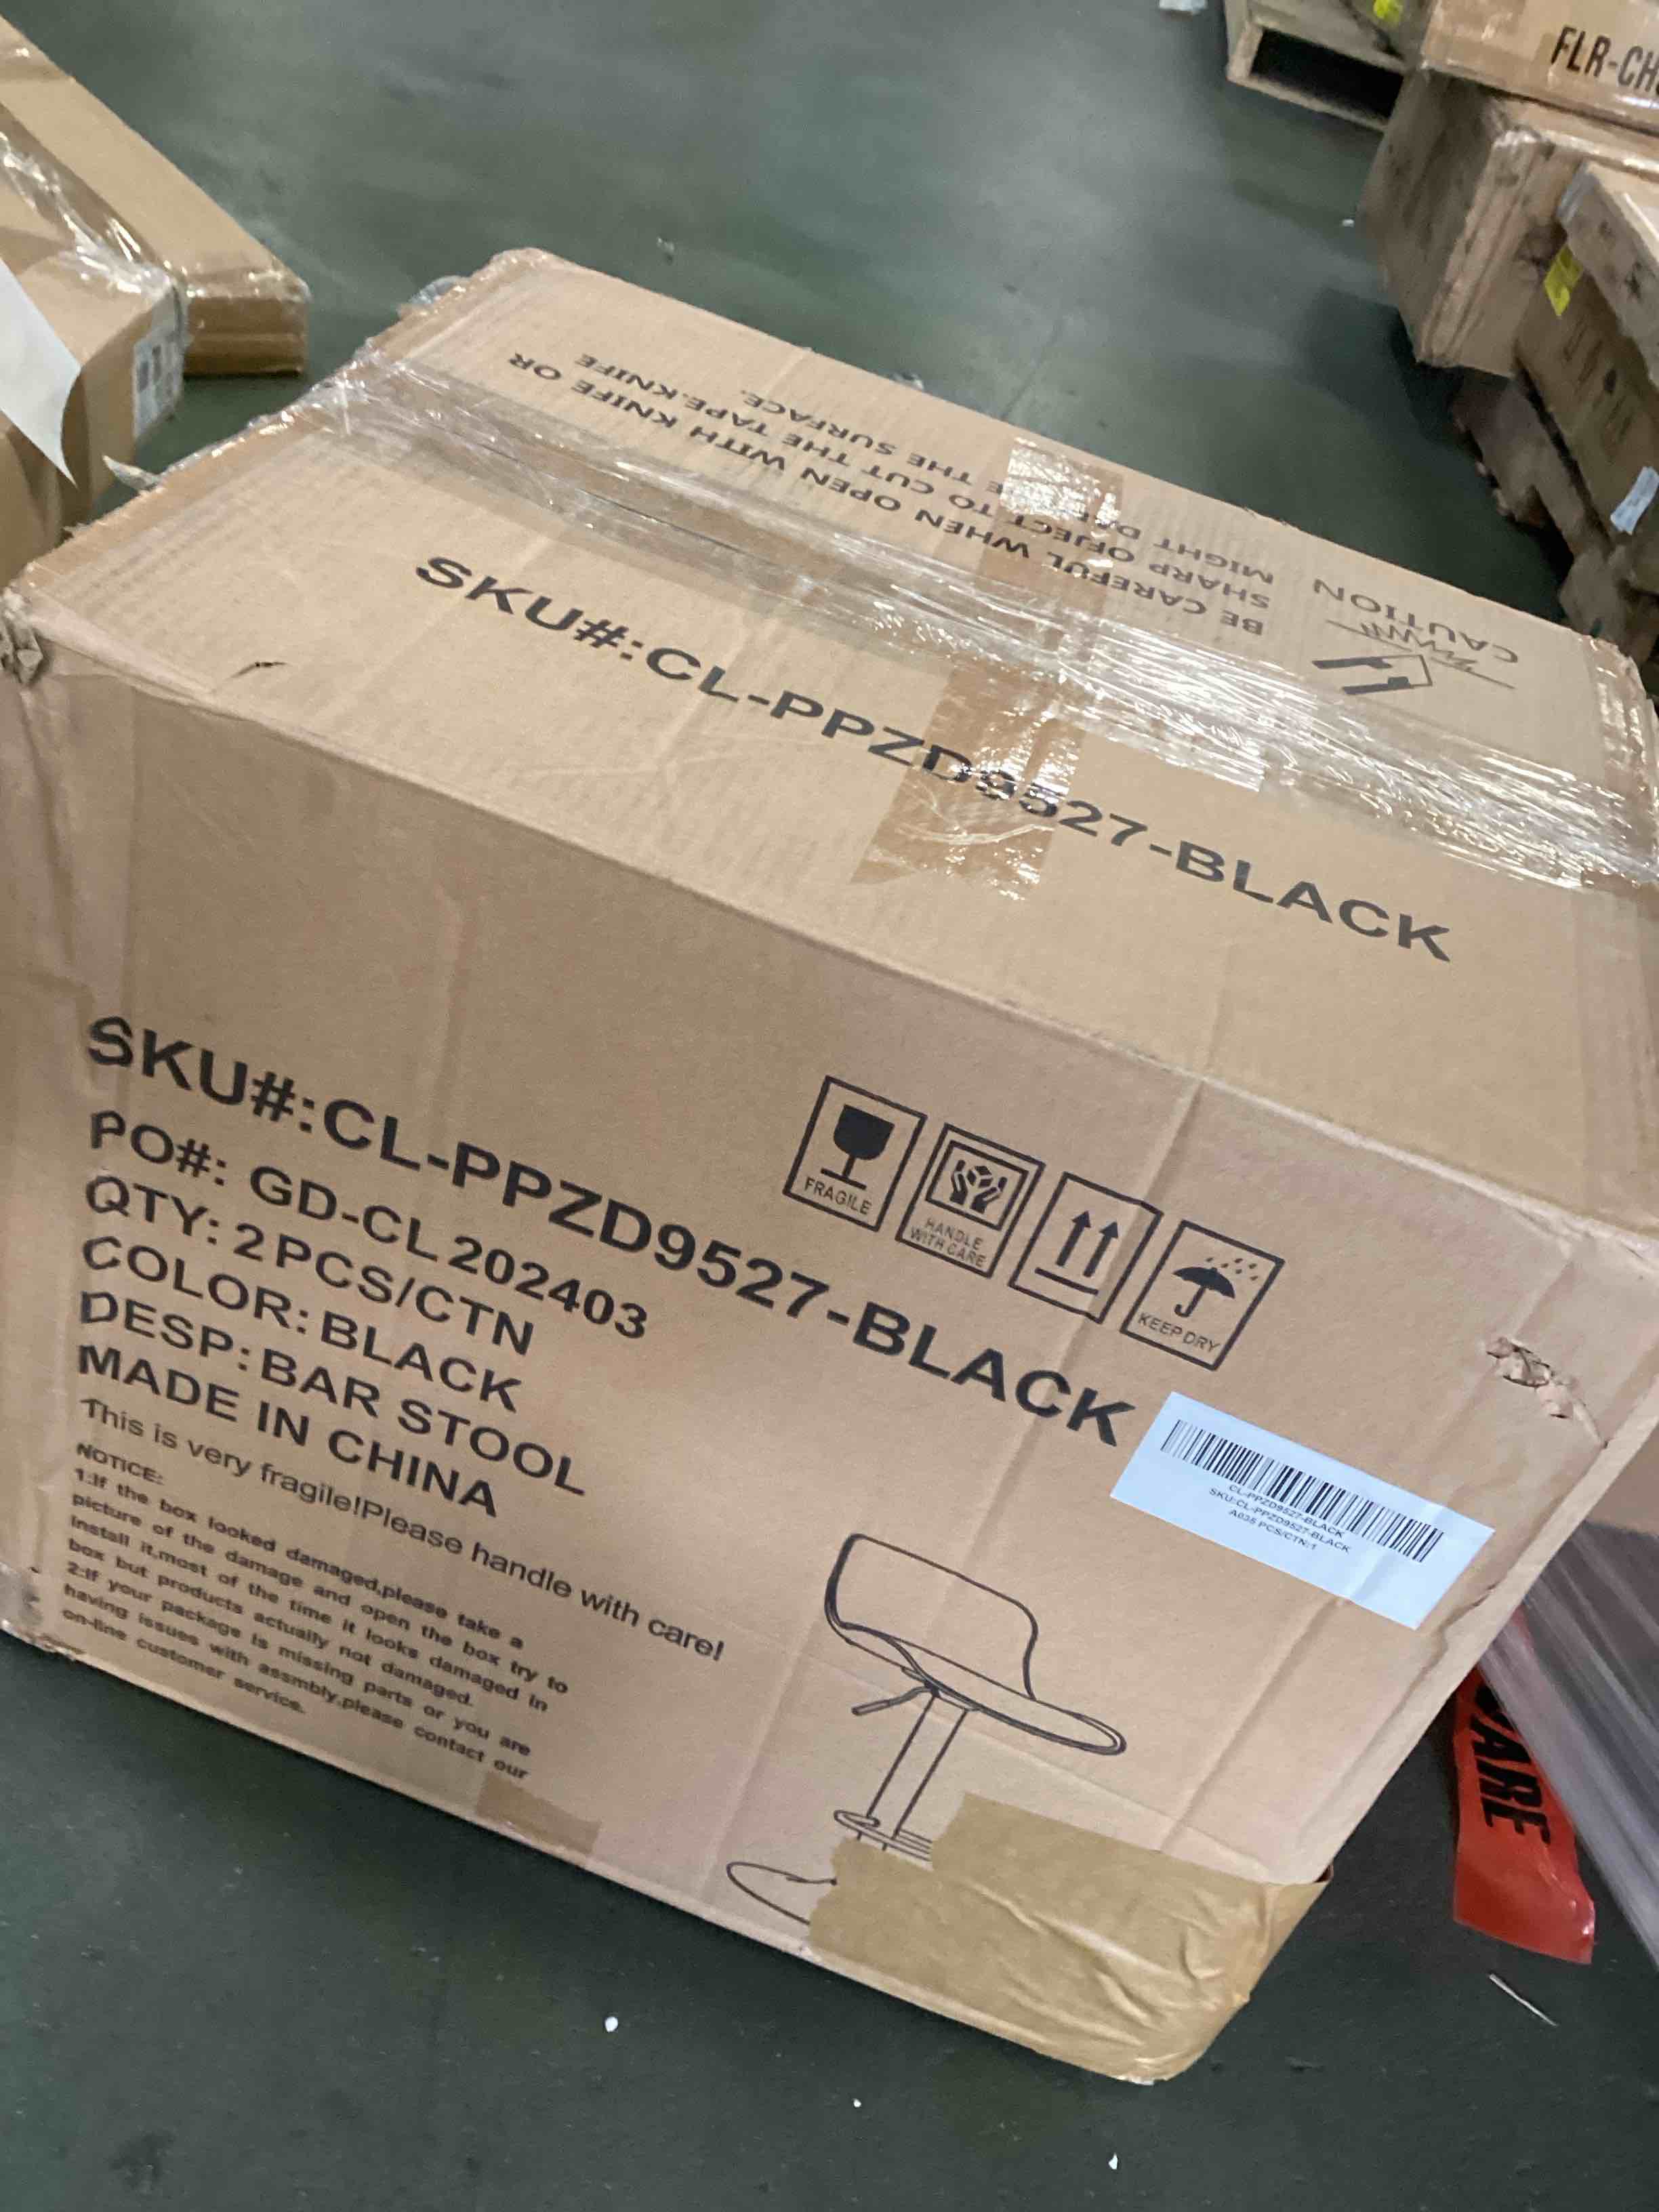 FLR-CH
CAUTION
BE CAREFUL WHEN OPEN WITH KNIFE OR
SHARP OBJECT TO CUT THE TAPE.KNIFE
MIGHT THE SURFACE.
SKU#:CL-PPZD9527-BLACK
SKU#:CL-PPZD9527-BLACK
PO#: GD-CL202403
QTY:2PCS/CTN
COLOR:BLACK
DESP:BAR STOOL
MADE IN CHINA
This is very fragile!Please handle with care!
NOTICE:
1:If the box looked damaged,please take a
picture of the damage and open the box try to
install it,most of the time it looks damaged in
box but products actually not damaged.
2:If your package is missing parts or you are
having issues with assmbly,please contact our
on-line customer service.
FRAGILE
HANDLE
WITH CARE
KEEP DRY
CL-PPZD9527-BLACK
SKU:CL-PPZD9527-BLACK
A035 PCS/CTN:1
ARE